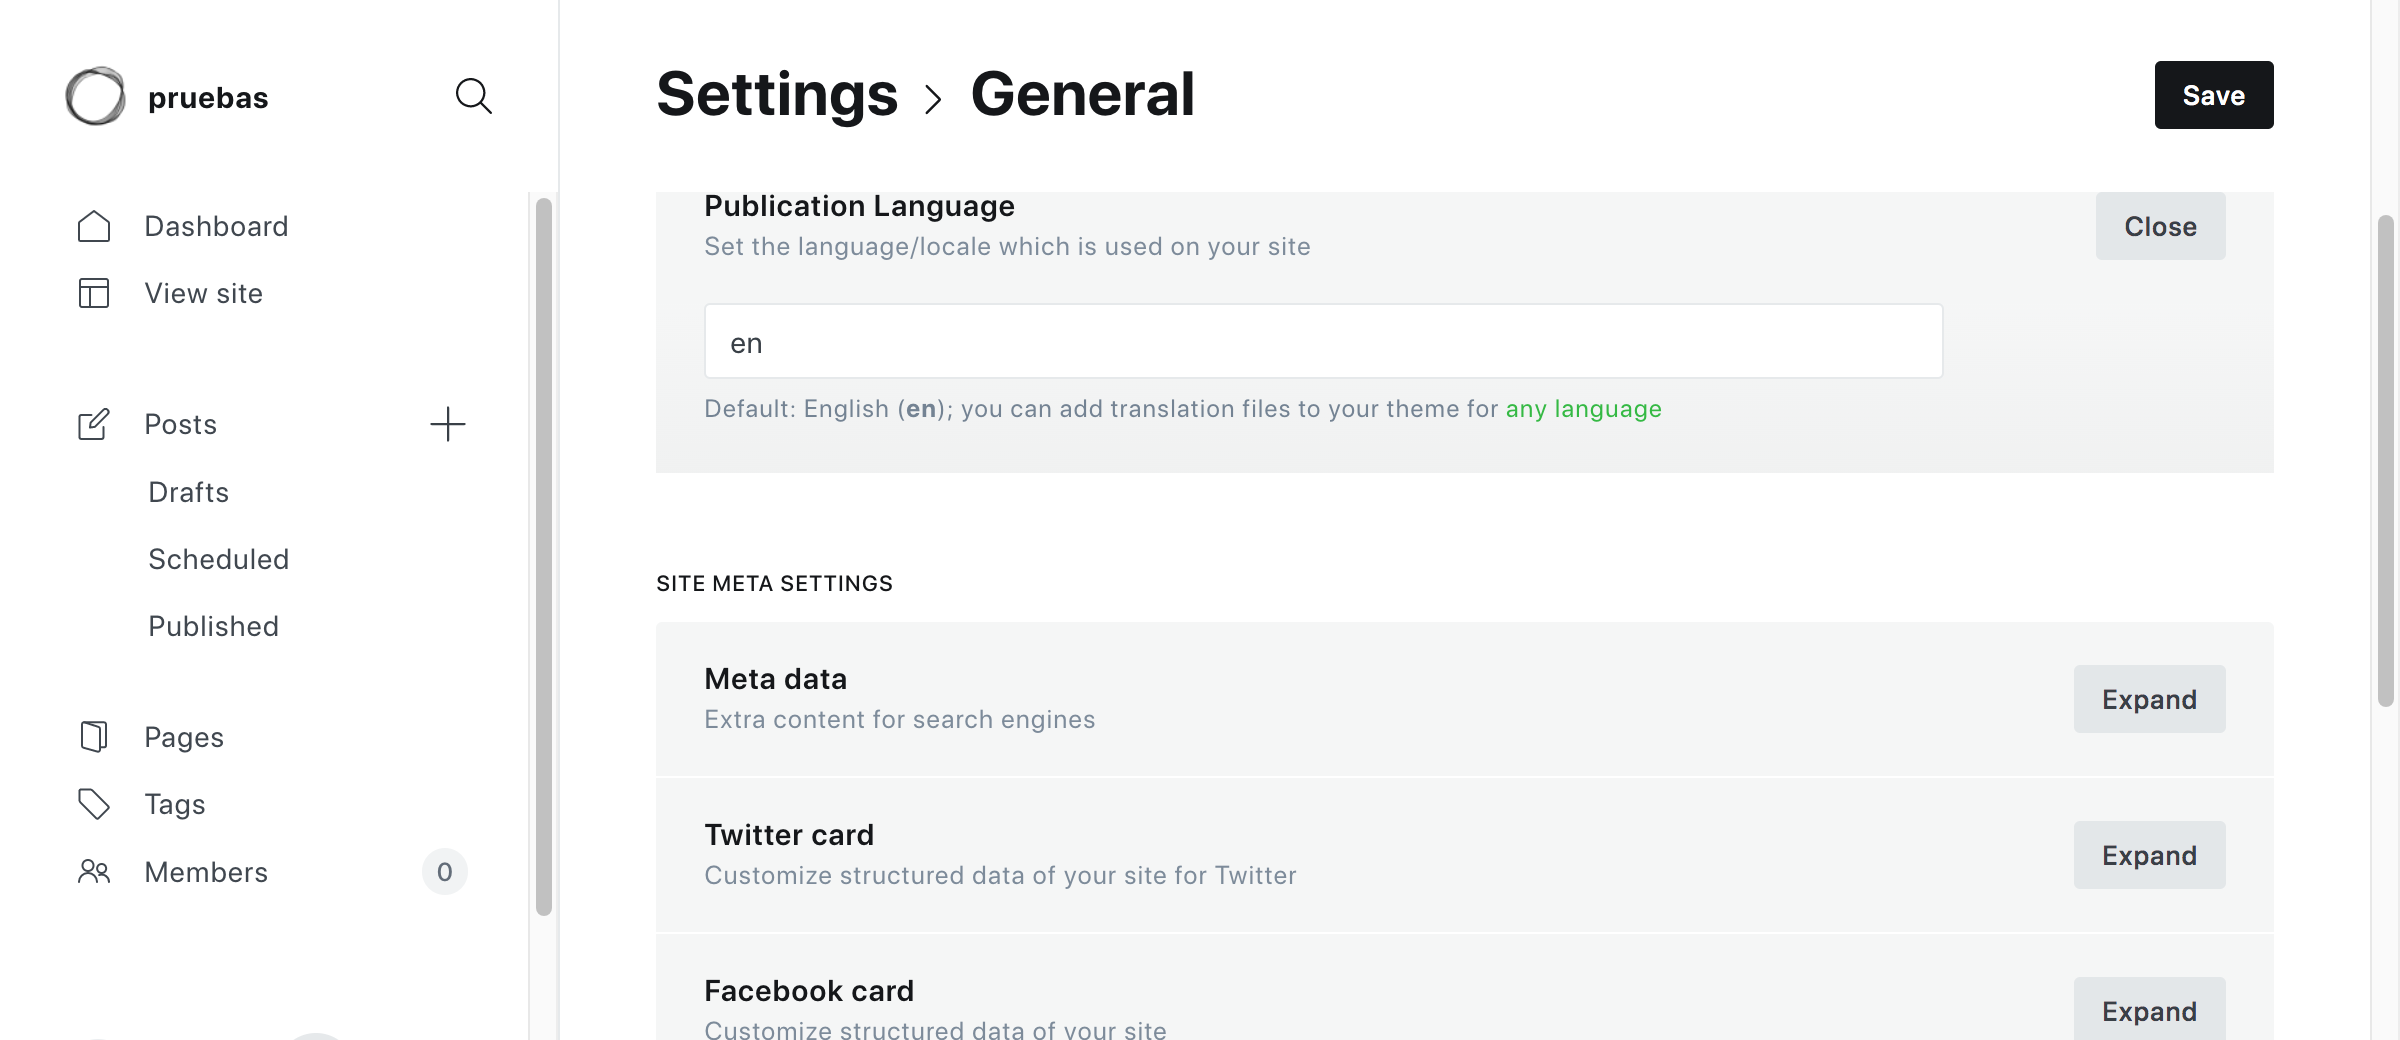 pruebas
Dashboard
View site
Posts
Drafts
Scheduled
Published
Pages
Tags
Members
0
Settings > General
Save
Publication Language
Set the language/locale which is used on your site
Close
en
Default: English (en); you can add translation files to your theme for any language
SITE META SETTINGS
Meta data
Extra content for search engines
Expand
Twitter card
Customize structured data of your site for Twitter
Expand
Facebook card
Customize structured data of your site
Expand